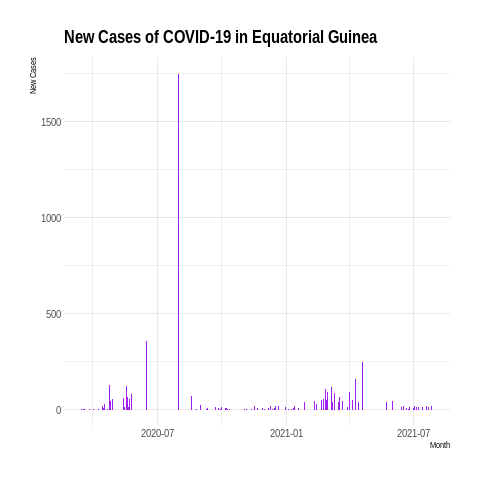 New Cases of COVID-19 in Equatorial Guinea
New Cases
1500
1000
500
0
2020-07
2021-01
2021-07
Month